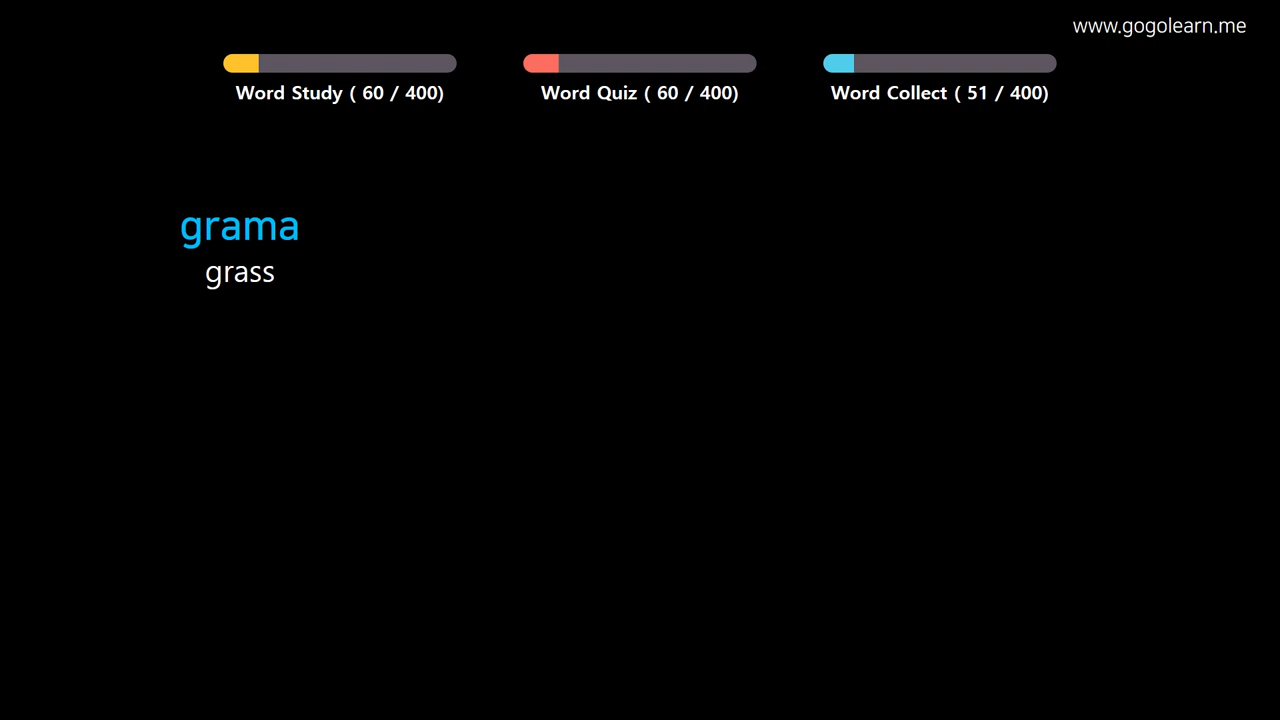 www.gogolearn.me
Word Study ( 60 / 400)
Word Quiz ( 60 / 400)
Word Collect ( 51 / 400)
grama
grass